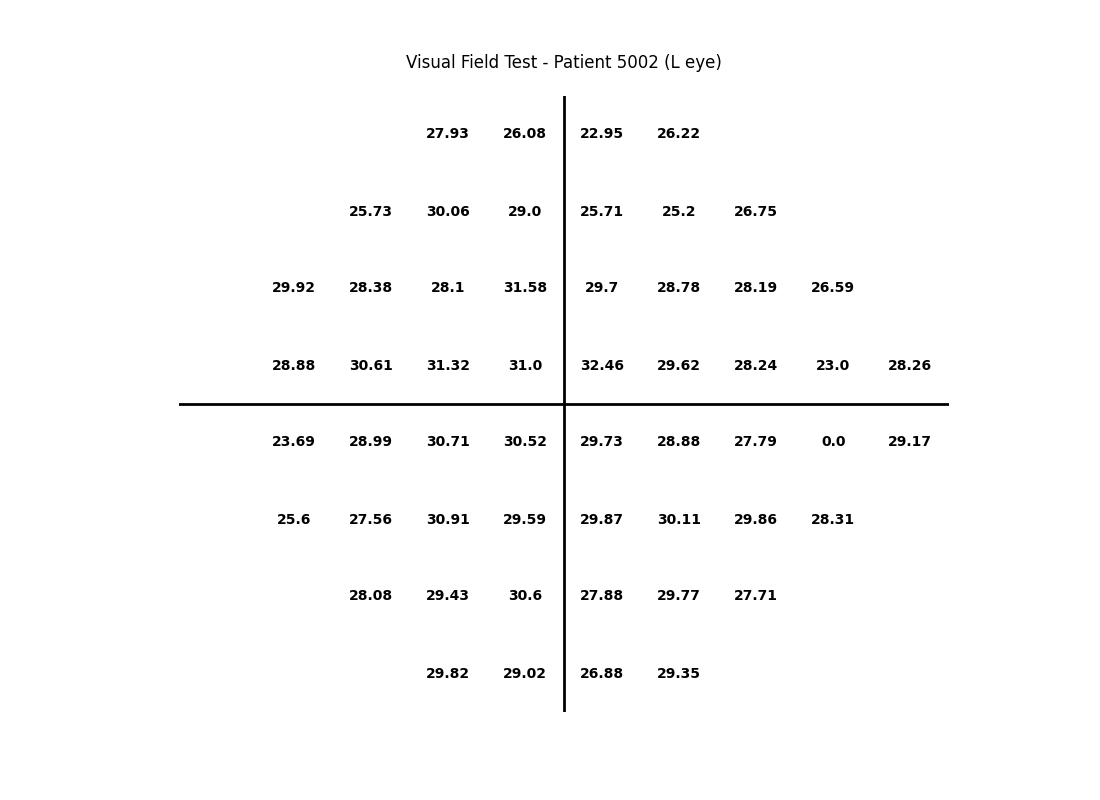 Visual Field Test - Patient 5002 (L eye)
27.93 26.08 22.95 26.22
25.73 30.06 29.0 25.71 25.2 26.75
29.92 28.38 28.1 31.58 29.7 28.78 28.19 26.59
28.88 30.61 31.32 31.0 32.46 29.62 28.24 23.0 28.26
23.69 28.99 30.71 30.52 29.73 28.88 27.79 0.0 29.17
25.6 27.56 30.91 29.59 29.87 30.11 29.86 28.31
28.08 29.43 30.6 27.88 29.77 27.71
29.82 29.02 26.88 29.35